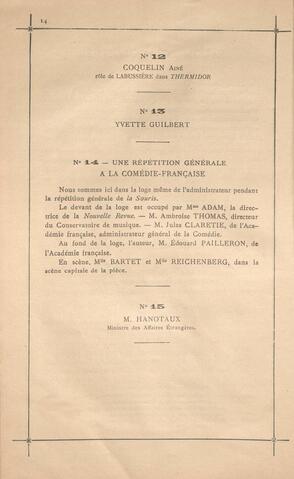 14
N° 12
COQUELIN Ainé
rôle de LABUSSIÈRE dans THERMIDOR
N° 13
YVETTE GUILBERT
N° 14 — UNE RÉPÉTITION GÉNÉRALE
A LA COMÉDIE-FRANÇAISE
Nous sommes ici dans la loge même de l'administrateur pendant
la répétition générale de la Souris.
Le devant de la loge est occupé par Mme ADAM, la direc-
trice de la Nouvelle Revue. — M. Ambroise THOMAS, directeur
du Conservatoire de musique. — M. Jules CLARETIE, de l'Aca-
démie française, administrateur général de la Comédie.
Au fond de la loge, l'auteur, M. Édouard PAILLERON, de
l'Académie française.
En scène, Mlle BARTET et Mlle REICHENBERG, dans la
scène capitale de la pièce.
N° 15
M. HANOTAUX
Ministre des Affaires Étrangères.